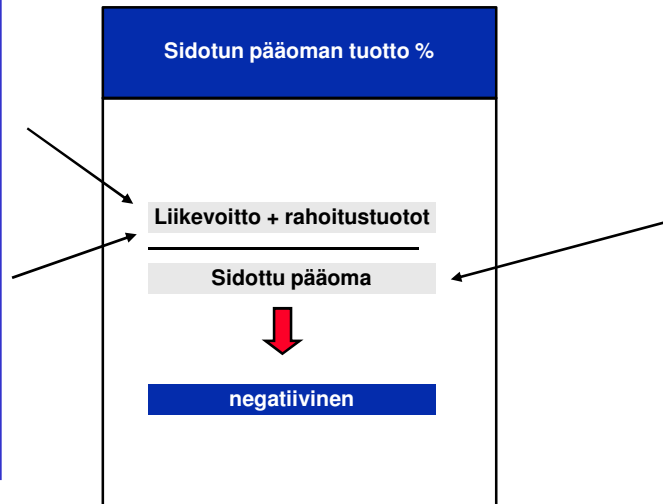 Sidotun pääoman tuotto %
Liikevoitto + rahoitustuotot
Sidottu pääoma
negatiivinen